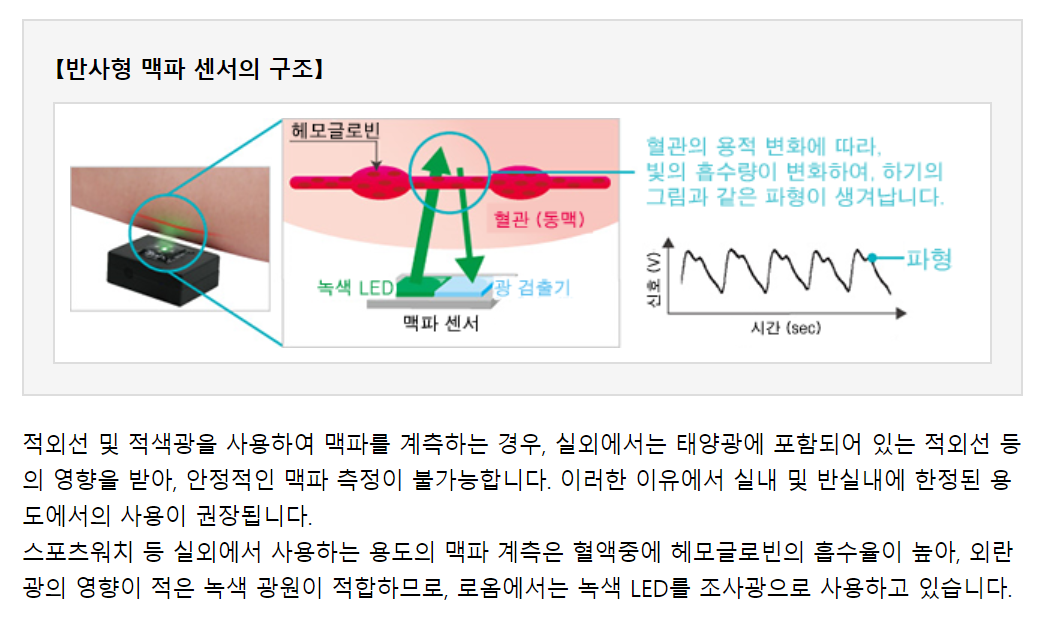 【반사형 맥파 센서의 구조】
헤모글로빈
혈관의 용적 변화에 따라,
빛의 흡수량이 변화하여, 하기의
그림과 같은 파형이 생겨납니다.
혈관 (동맥)
녹색 LED
광 검출기
맥파 센서
신호 (V)
파형
시간 (sec)
적외선 및 적색광을 사용하여 맥파를 계측하는 경우, 실외에서는 태양광에 포함되어 있는 적외선 등
의 영향을 받아, 안정적인 맥파 측정이 불가능합니다. 이러한 이유에서 실내 및 반실내에 한정된 용
도에서의 사용이 권장됩니다.
스포츠워치 등 실외에서 사용하는 용도의 맥파 계측은 혈액중에 헤모글로빈의 흡수율이 높아, 외란
광의 영향이 적은 녹색 광원이 적합하므로, 로옴에서는 녹색 LED를 조사광으로 사용하고 있습니다.